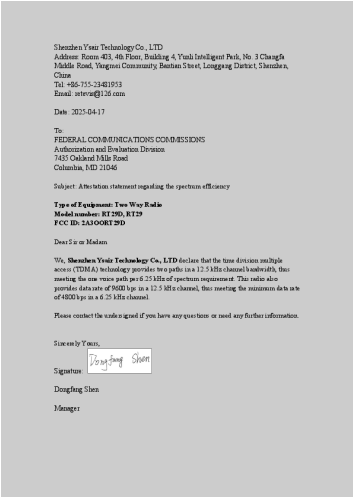 Shenzhen Ysair Technology Co., LTD
Address: Room 403, 4th Floor, Building 4, Yunli Intelligent Park, No. 3 Changfa
Middle Road, Yangmei Community, Bantian Street, Longgang District, Shenzhen,
China
Tel: +86-755-23481953
Email:
Date: 2025-04-17
To:
FEDERAL COMMUNICATIONS COMMISSIONS
Authorization and Evaluation Division
7435 Oakland Mills Road
Columbia, MD 21046
Subject: Attestation statement regarding the spectrum efficiency
Type of Equipment: Two Way Radio
Model number: RT29D, RT29
FCC ID: 2A3OORT29D
Dear Sir or Madam
We, Shenzhen Ysair Technology Co., LTD declare that the time division multiple
access (TDMA) technology provides two paths in a 12.5 kHz channel bandwidth, thus
meeting the one voice path per 6.25 kHz of spectrum requirement. This radio also
provides data rate of 9600 bps in a 12.5 kHz channel, thus meeting the minimum data rate
of 4800 bps in a 6.25 kHz channel.
Please contact the undersigned if you have any questions or need any further information.
Sincerely Yours,
Signature: Dongfang Shen
Dongfang Shen
Manager